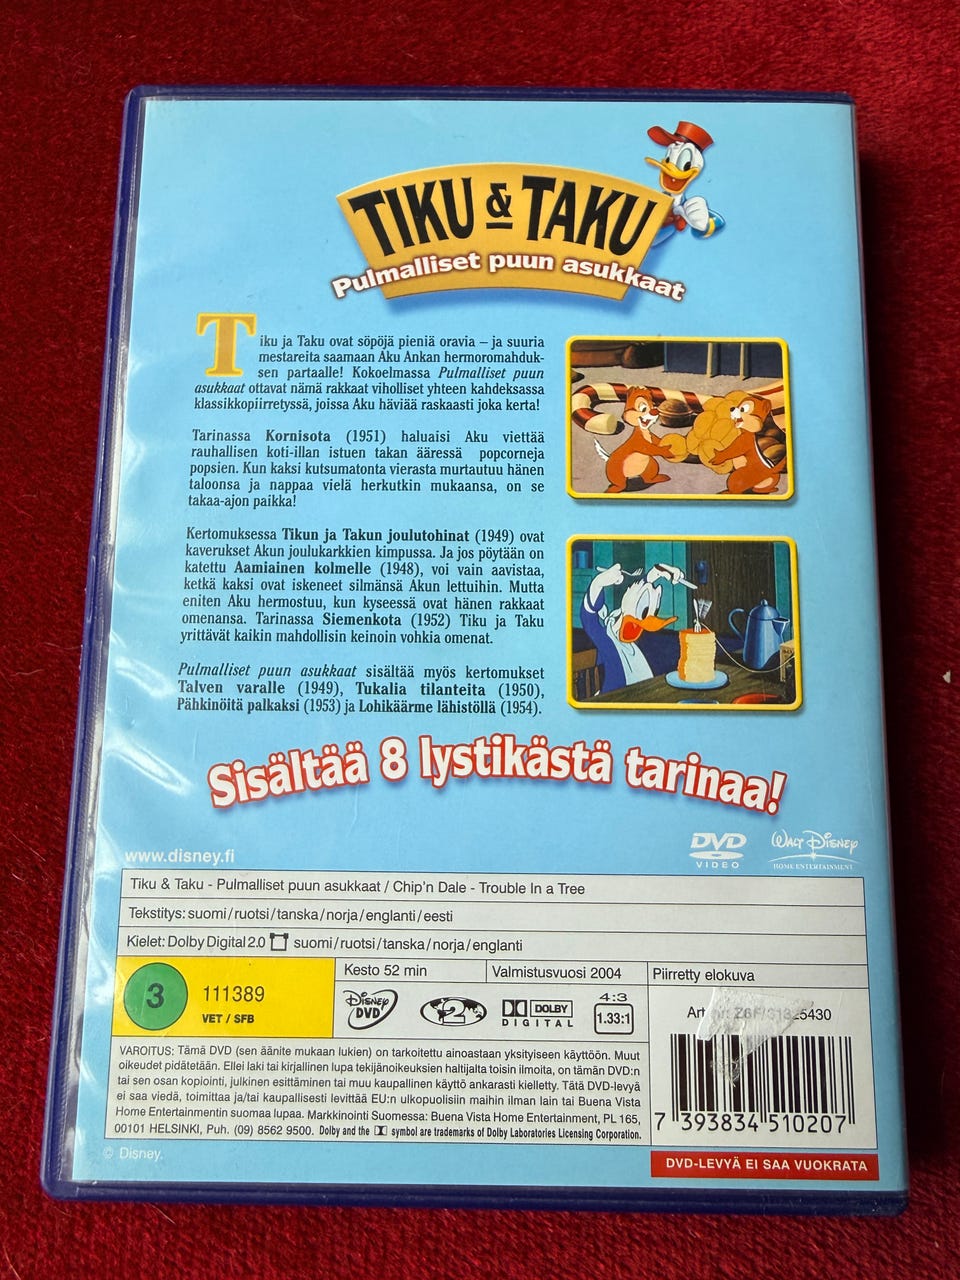 TIKU & TAKU
Pulmalliset puun asukkaat
Tiku ja Taku ovat söpöjä pieniä oravia – ja suuria
mestareita saamaan Aku Ankan hermoromahduk-
sen partaalle! Kokoelmassa Pulmalliset puun
asukkaat ottavat nämä rakkaat viholliset yhteen kahdeksassa
klassikkopiirretyssä, joissa Aku häviää raskaasti joka kerta!
Tarinassa Kornisota (1951) haluaisi Aku viettää
rauhallisen koti-illan istuen takan ääressä popcorneja
popsien. Kun kaksi kutsumatonta vierasta murtautuu hänen
taloonsa ja nappaa vielä herkutkin mukaansa, on se
takaa-ajon paikka!
Kertomuksessa Tikun ja Takun joulutohinat (1949) ovat
kaverukset Akun joulukarkkien kimpussa. Ja jos pöytään on
katettu Aamiainen kolmelle (1948), voi vain aavistaa,
ketkä kaksi ovat iskeneet silmänsä Akun lettuihin. Mutta
eniten Aku hermostuu, kun kyseessä ovat hänen rakkaat
omenansa. Tarinassa Siemenkota (1952) Tiku ja Taku
yrittävät kaikin mahdollisin keinoin vohkia omenat.
Pulmalliset puun asukkaat sisältää myös kertomukset
Talven varalle (1949), Tukalia tilanteita (1950),
Pähkinöitä palkaksi (1953) ja Lohikäärme lähistöllä (1954).
Sisältää 8 lystikästä tarinaa!
www.disney.fi
DVD VIDEO
WALT DISNEY
HOME ENTERTAINMENT
Tiku & Taku - Pulmalliset puun asukkaat / Chip'n Dale - Trouble In a Tree
Tekstitys: suomi/ruotsi/tanska/norja/englanti/eesti
Kielet: Dolby Digital 2.0 suomi/ruotsi/tanska/norja/englanti
3
111389
VET / SFB
Kesto 52 min
Valmistusvuosi 2004
Piirretty elokuva
DISNEY DVD
2
DOLBY DIGITAL
4:3
1.33:1
5430
VAROITUS: Tämä DVD (sen äänite mukaan lukien) on tarkoitettu ainoastaan yksityiseen käyttöön. Muut
oikeudet pidätetään. Ellei laki tai kirjallinen lupa tekijänoikeuksien haltijalta toisin ilmoita, on tämän DVD:n
tai sen osan kopiointi, julkinen esittäminen tai muu kaupallinen käyttö ankarasti kielletty. Tätä DVD-levyä
ei saa viedä, toimittaa ja/tai kaupallisesti levittää EU:n ulkopuolisiin maihin ilman lain tai Buena Vista
Home Entertainmentin suomaa lupaa. Markkinointi Suomessa: Buena Vista Home Entertainment, PL 165,
00101 HELSINKI, Puh. (09) 8562 9500. Dolby and the symbol are trademarks of Dolby Laboratories Licensing Corporation.
7 393834 510207
© Disney.
DVD-LEVYÄ EI SAA VUOKRATA